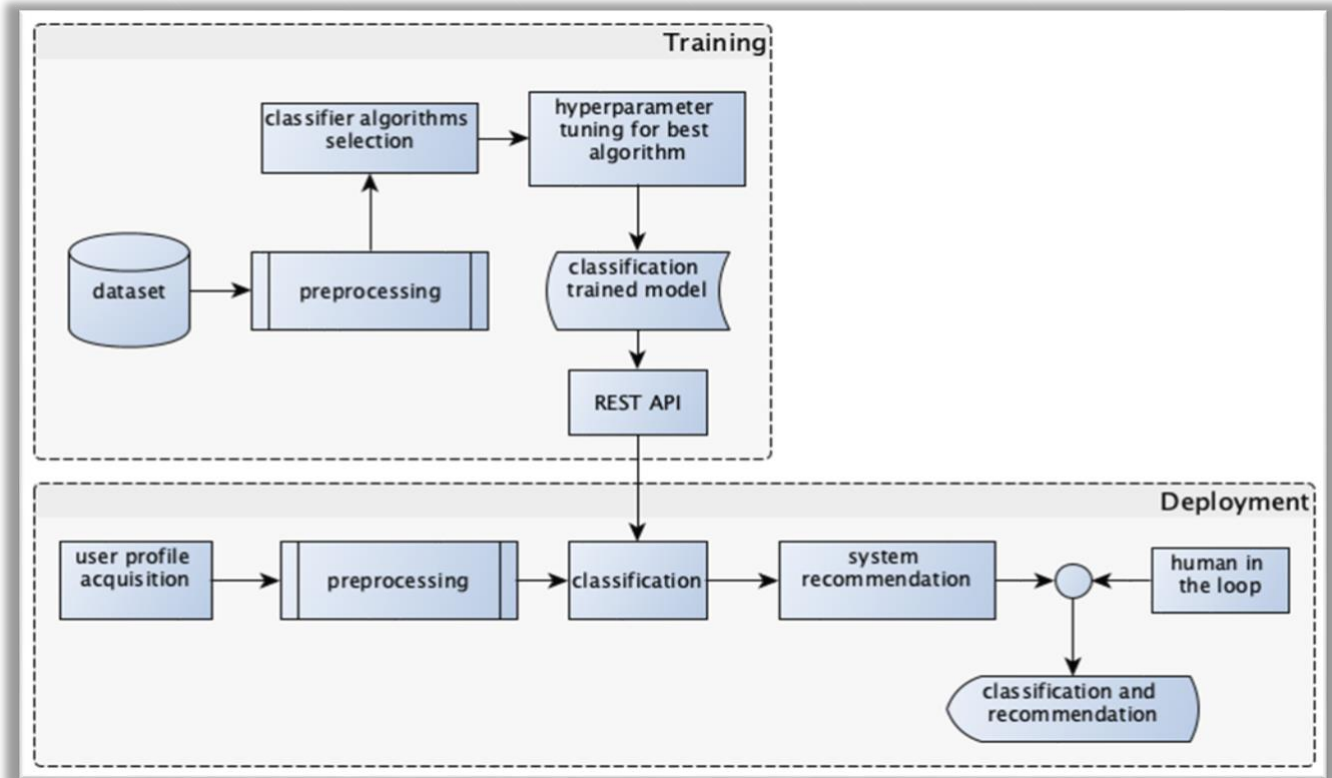 Training
classifier algorithms
selection
hyperparameter
tuning for best
algorithm
dataset
preprocessing
classification
trained model
REST API
Deployment
user profile
acquisition
preprocessing
classification
system
recommendation
human in
the loop
classification and
recommendation